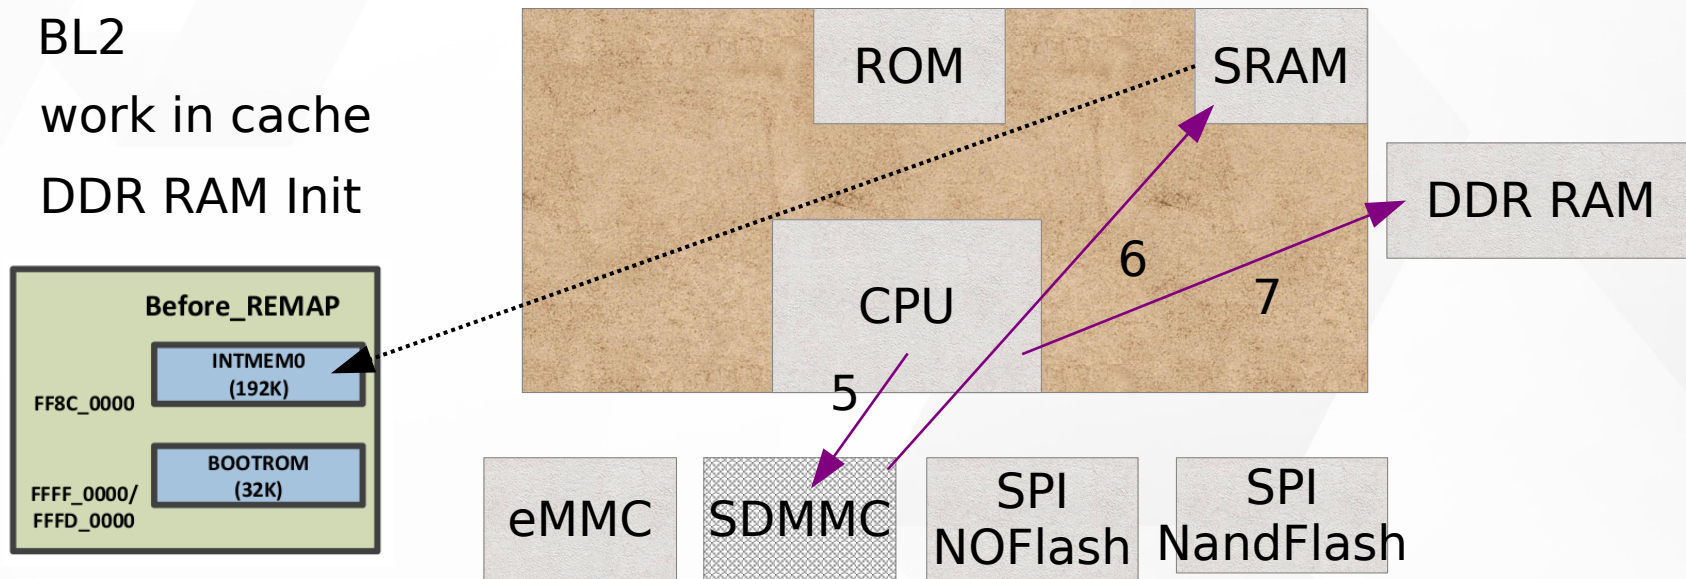 BL2
work in cache
DDR RAM Init
Before_REMAP
INTMEM0
(192K)
FF8C_0000
BOOTROM
(32K)
FFFF_0000/
FFFD_0000
ROM
SRAM
DDR RAM
CPU
5
6
7
eMMC
SDMMC
SPI
NOFlash
SPI
NandFlash